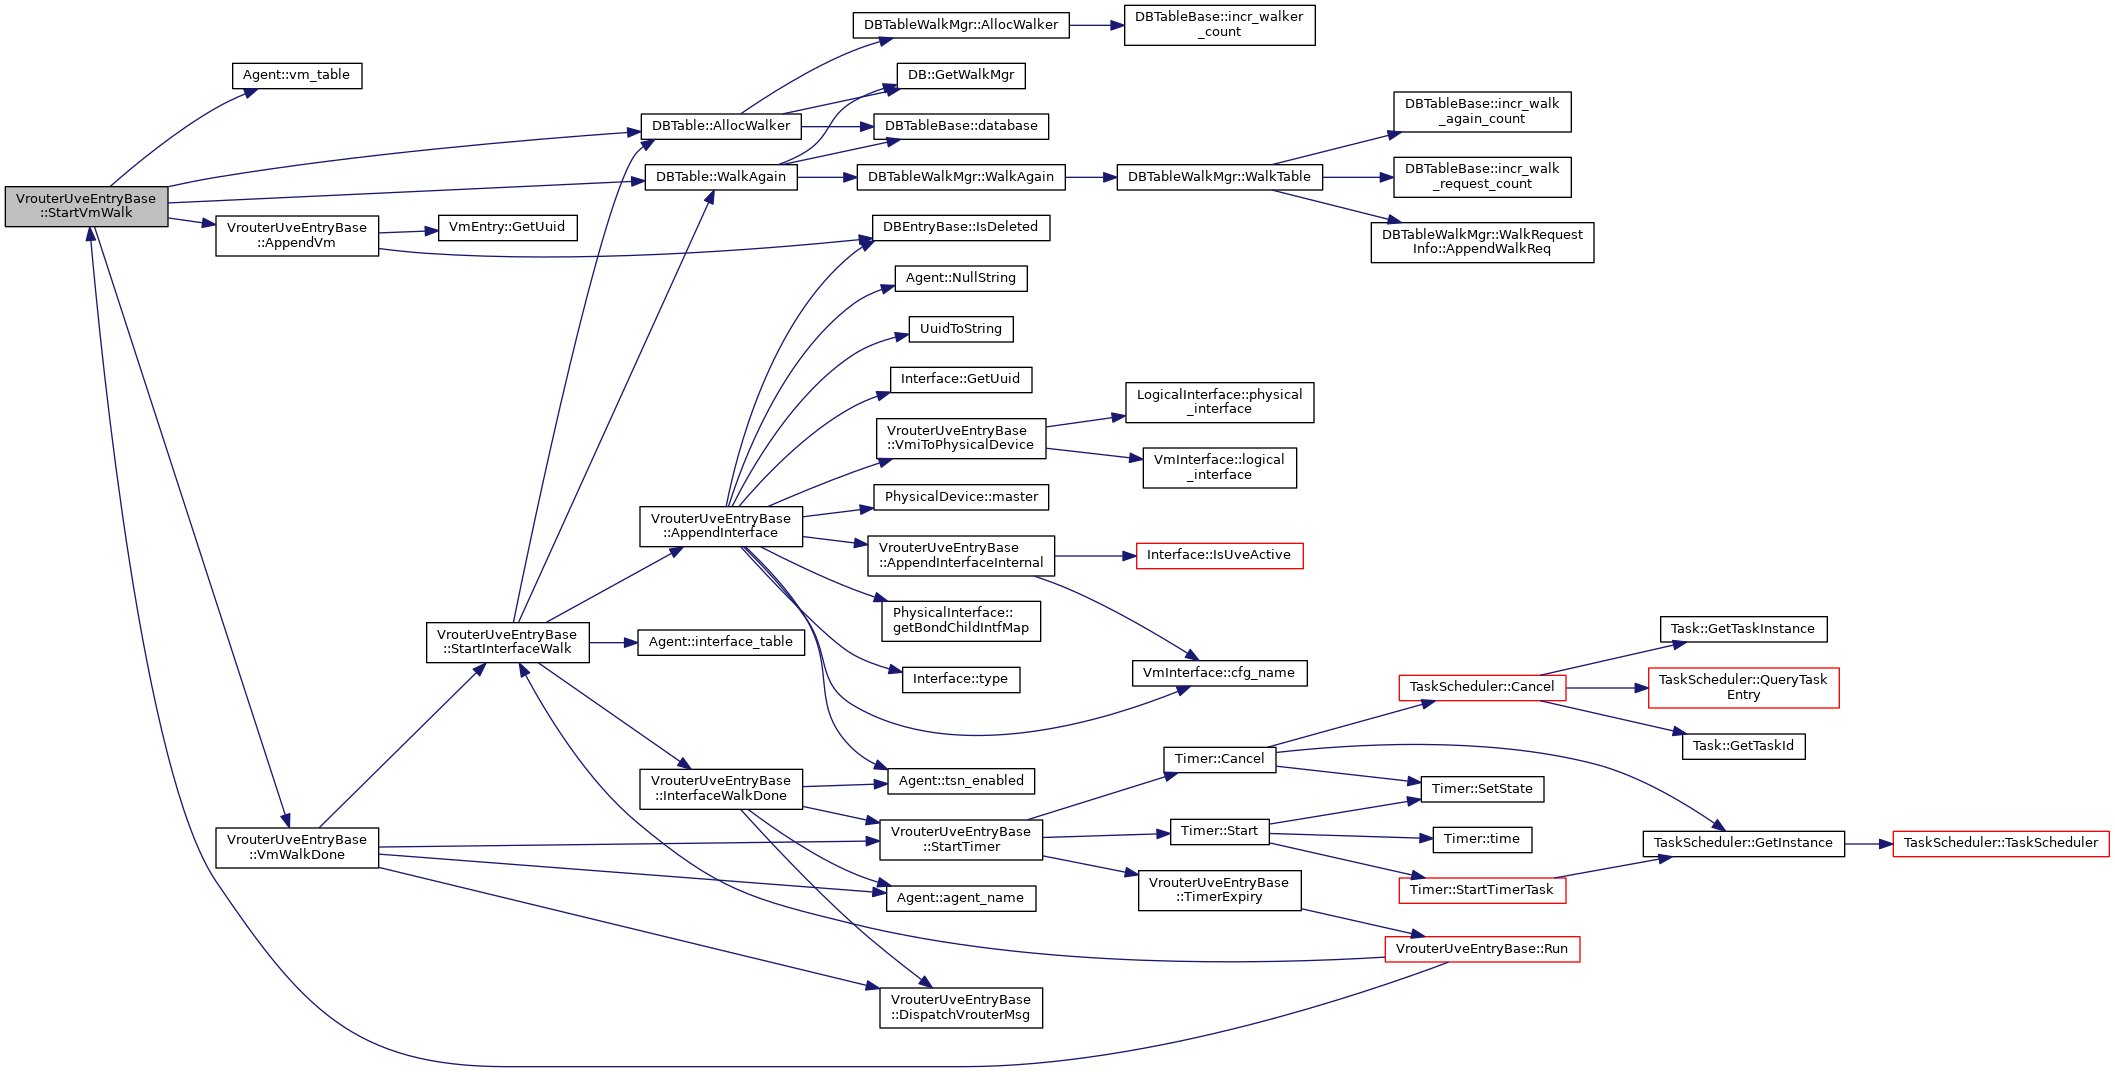 VrouterUveEntryBase
::StartVmWalk
Agent::vm_table
DBTable::AllocWalker
DBTable::WalkAgain
VrouterUveEntryBase
::AppendVm
VmEntry::GetUuid
DBTableWalkMgr::AllocWalker
DBTableBase::incr_walker
_count
DB::GetWalkMgr
DBTableBase::database
DBTableWalkMgr::WalkAgain
DBTableWalkMgr::WalkTable
DBTableBase::incr_walk
_again_count
DBTableBase::incr_walk
_request_count
DBTableWalkMgr::WalkRequest
Info::AppendWalkReq
DBEntryBase::IsDeleted
Agent::NullString
UuidToString
Interface::GetUuid
VrouterUveEntryBase
::VmiToPhysicalDevice
LogicalInterface::physical
_interface
VmInterface::logical
_interface
PhysicalDevice::master
VrouterUveEntryBase
::AppendInterface
VrouterUveEntryBase
::AppendInterfaceInternal
Interface::IsUveActive
PhysicalInterface::
getBondChildIntfMap
VrouterUveEntryBase
::StartInterfaceWalk
Agent::interface_table
Interface::type
VmInterface::cfg_name
Task::GetTaskInstance
TaskScheduler::Cancel
TaskScheduler::QueryTask
Entry
Task::GetTaskId
Timer::Cancel
VrouterUveEntryBase
::InterfaceWalkDone
Agent::tsn_enabled
Timer::SetState
VrouterUveEntryBase
::VmWalkDone
VrouterUveEntryBase
::StartTimer
Timer::Start
Timer::time
TaskScheduler::GetInstance
TaskScheduler::TaskScheduler
Agent::agent_name
VrouterUveEntryBase
::TimerExpiry
Timer::StartTimerTask
VrouterUveEntryBase::Run
VrouterUveEntryBase
::DispatchVrouterMsg